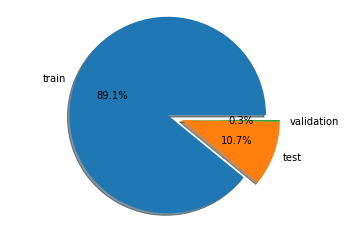 train
89.1%
0.3%
validation
10.7%
test